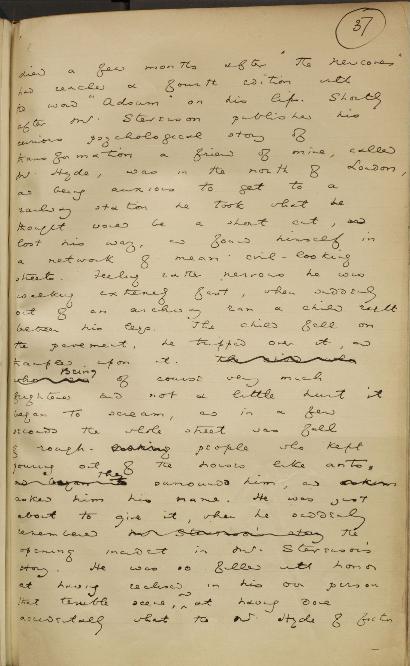 37
died a few months after "The Newcomes"
had reached a fourth edition with
the word "Adsum" on his lips. Shortly
after Mr. Stevenson published his
curious psychological story of
transformation a friend of mine, called
Mr. Hyde, was in the north of London,
and being anxious to get to a
railway station he took what he
thought would be a short cut, and
lost his way, and found himself in
a network of mean evil-looking
streets. Feeling rather nervous he was
walking extremely fast, when suddenly
out of an archway ran a child right
between his legs. The child fell on
the pavement, he tripped over it, and
trampled upon it.
Being of course very much
frightened and not a little hurt it
began to scream, and in a few
seconds the whole street was full
of rough people who kept
pouring out of the houses like ants.
They surrounded him, and
asked him his name. He was just
about to give it, when he suddenly
remembered the
opening incident in Mr. Stevenson's
story. He was so filled with horror
at having realised in his own person
that terrible scene, and at having done
accidentally what the Mr. Hyde of fiction